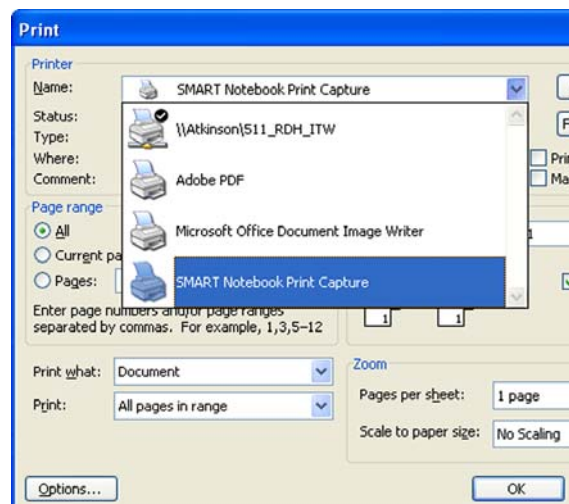 Print
Printer
Name: SMART Notebook Print Capture
Status: \\Atkinson\511_RDH_ITW
Type:
Where: Adobe PDF
Comment:
Microsoft Office Document Image Writer
SMART Notebook Print Capture
Page range
All
Current pa
Pages:
Enter page numbers and/or page ranges
separated by commas. For example, 1,3,5–12
1 1
Print what: Document
Print: All pages in range
Zoom
Pages per sheet: 1 page
Scale to paper size: No Scaling
Options... OK